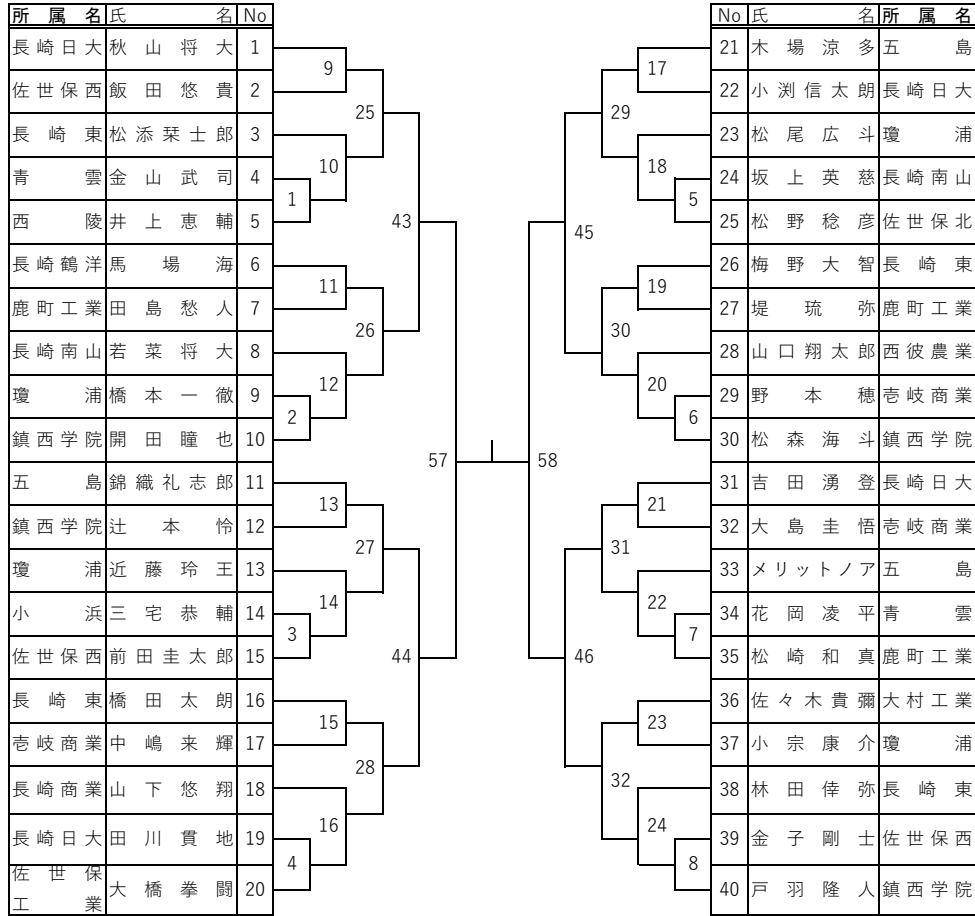 所属名 氏名 No
長崎日大 秋山将大 1
佐世保西 飯田悠貴 2
長崎東 松添栞士郎 3
青雲 金山武司 4
西陵 井上恵輔 5
長崎鶴洋 馬場海 6
鹿町工業 田島愁人 7
長崎南山 若菜将大 8
瓊浦 橋本一徹 9
鎮西学院 開田瞳也 10
五島 錦織礼志郎 11
鎮西学院 辻本怜 12
瓊浦 近藤玲王 13
小浜 三宅恭輔 14
佐世保西 前田圭太郎 15
長崎東 橋田太朗 16
壱岐商業 中嶋来輝 17
長崎商業 山下悠翔 18
長崎日大 田川貫地 19
佐世保
工業 大橋拳闘 20
9
25
10
1
43
11
26
12
2
57
13
27
14
3
44
15
28
16
4
17
29
18
5
45
19
30
20
6
58
21
31
22
7
46
23
32
24
8
No 氏名 所属名
21 木場涼多 五島
22 小渕信太朗 長崎日大
23 松尾広斗 瓊浦
24 坂上英慈 長崎南山
25 松野稔彦 佐世保北
26 梅野大智 長崎東
27 堤琉弥 鹿町工業
28 山口翔太郎 西彼農業
29 野本穂 壱岐商業
30 松森海斗 鎮西学院
31 吉田湧登 長崎日大
32 大島圭悟 壱岐商業
33 メリットノア 五島
34 花岡凌平 青雲
35 松崎和真 鹿町工業
36 佐々木貴彌 大村工業
37 小宗康介 瓊浦
38 林田倖弥 長崎東
39 金子剛士 佐世保西
40 戸羽隆人 鎮西学院